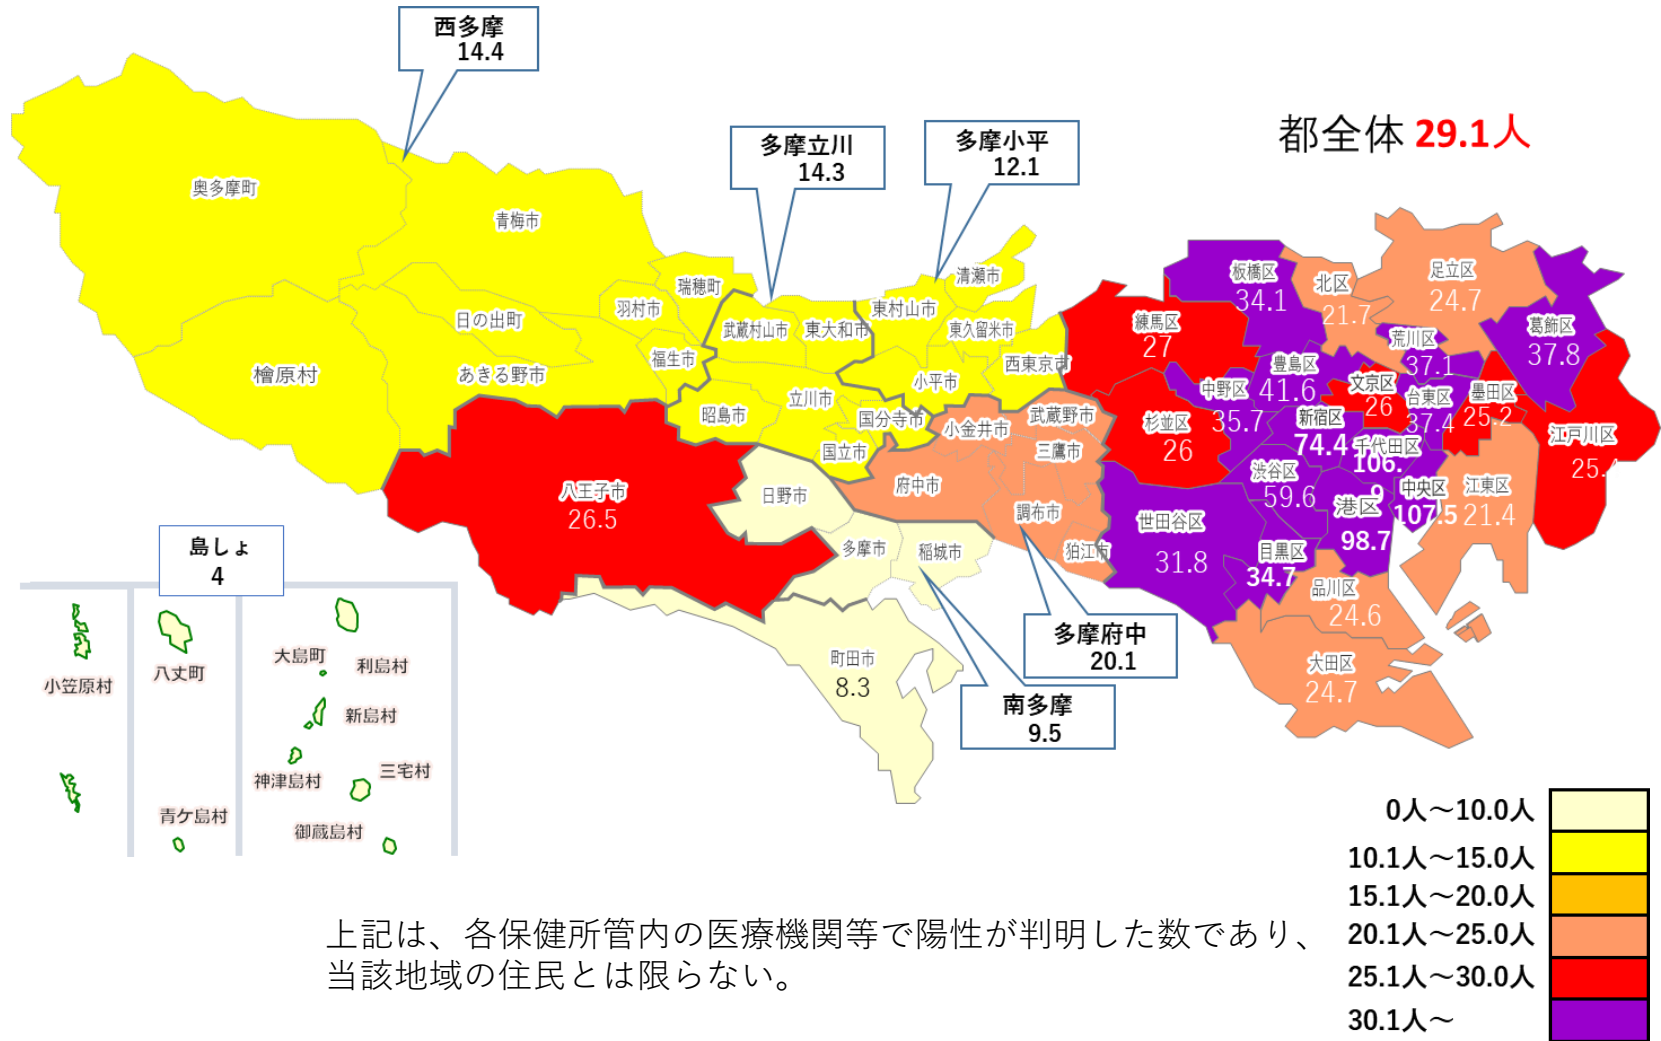 西多摩
14.4
多摩立川
14.3
多摩小平
12.1
都全体 29.1人
奥多摩町
青梅市
瑞穂町
羽村市
日の出町
福生市
あきる野市
檜原村
武蔵村山市
東大和市
東村山市
清瀬市
東久留米市
西東京市
小平市
昭島市
立川市
国分寺市
国立市
小金井市
武蔵野市
三鷹市
府中市
調布市
狛江市
八王子市
26.5
日野市
多摩市
稲城市
町田市
8.3
多摩府中
20.1
南多摩
9.5
板橋区
34.1
北区
21.7
足立区
24.7
練馬区
27
荒川区
37.1
葛飾区
37.8
豊島区
41.6
中野区
35.7
文京区
26
台東区
37.4
墨田区
25.2
杉並区
26
新宿区
74.4
千代田区
106.
9
江戸川区
25.
渋谷区
59.6
港区
98.7
中央区
107.5
江東区
21.4
世田谷区
31.8
目黒区
34.7
品川区
24.6
大田区
24.7
島しょ
4
小笠原村
八丈町
青ケ島村
大島町
利島村
新島村
神津島村
三宅村
御蔵島村
0人～10.0人
10.1人～15.0人
15.1人～20.0人
20.1人～25.0人
25.1人～30.0人
30.1人～
上記は、各保健所管内の医療機関等で陽性が判明した数であり、
当該地域の住民とは限らない。